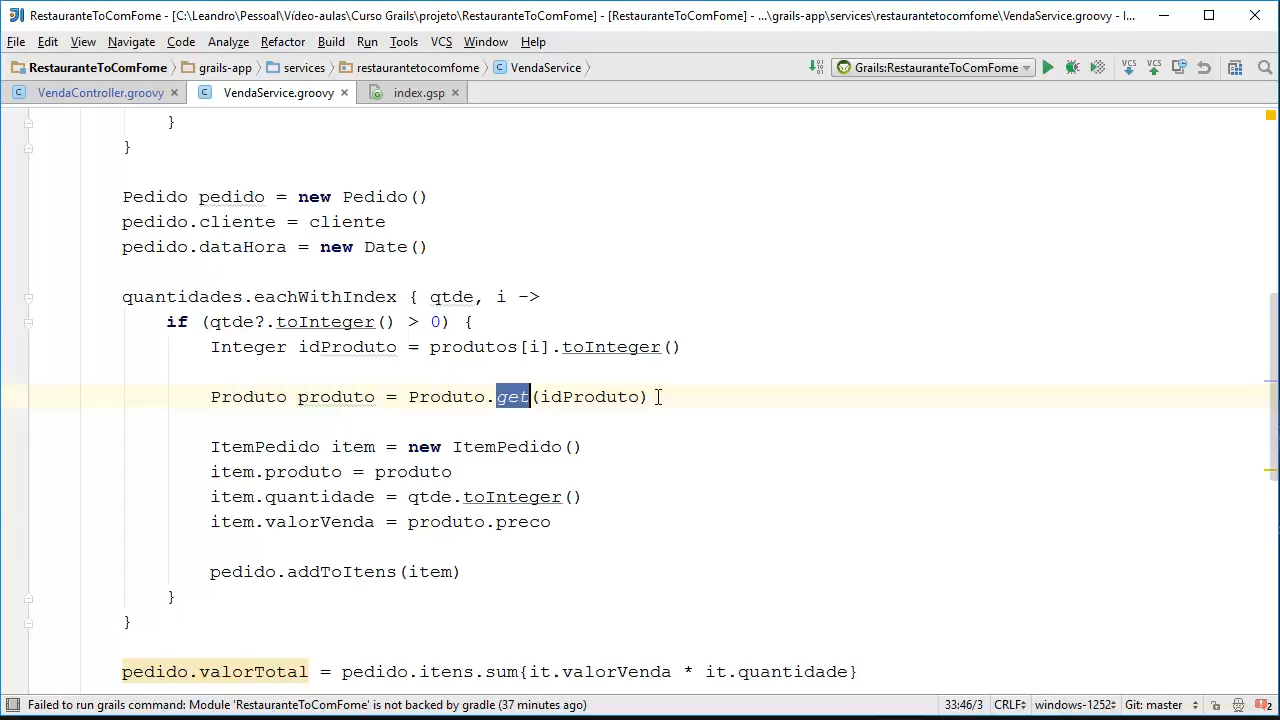 RestauranteToComFome - [C:\Leandro\Pessoal\Vídeo-aulas\Curso Grails\projeto\RestauranteToComFome] - [RestauranteToComFome] - ...\grails-app\services\restaurantetocomfome\VendaService.groovy - I...
File Edit View Navigate Code Analyze Refactor Build Run Tools VCS Window Help
RestauranteToComFome grails-app services restaurantetocomfome VendaService Grails:RestauranteToComFome VCS VCS
VendaController.groovy VendaService.groovy index.gsp
}
}
Pedido pedido = new Pedido()
pedido.cliente = cliente
pedido.dataHora = new Date()
quantidades.eachWithIndex { qtde, i ->
if (qtde?.toInteger() > 0) {
Integer idProduto = produtos[i].toInteger()
Produto produto = Produto.get(idProduto)
ItemPedido item = new ItemPedido()
item.produto = produto
item.quantidade = qtde.toInteger()
item.valorVenda = produto.preco
pedido.addToItens(item)
}
}
pedido.valorTotal = pedido.itens.sum{it.valorVenda * it.quantidade}
Failed to run grails command: Module 'RestauranteToComFome' is not backed by gradle (37 minutes ago) 33:46/3 CRLF windows-1252 Git: master 2